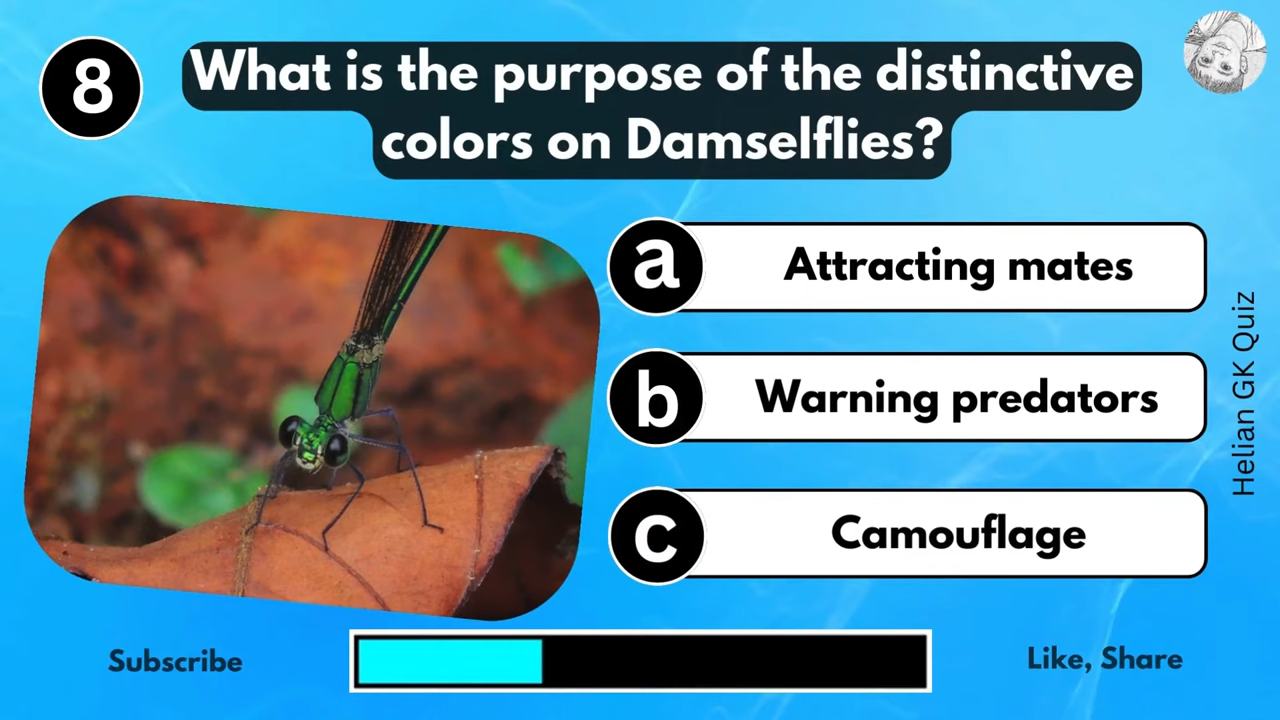 8
What is the purpose of the distinctive
colors on Damselflies?
a
Attracting mates
b
Warning predators
c
Camouflage
Helian GK Quiz
Subscribe
Like, Share